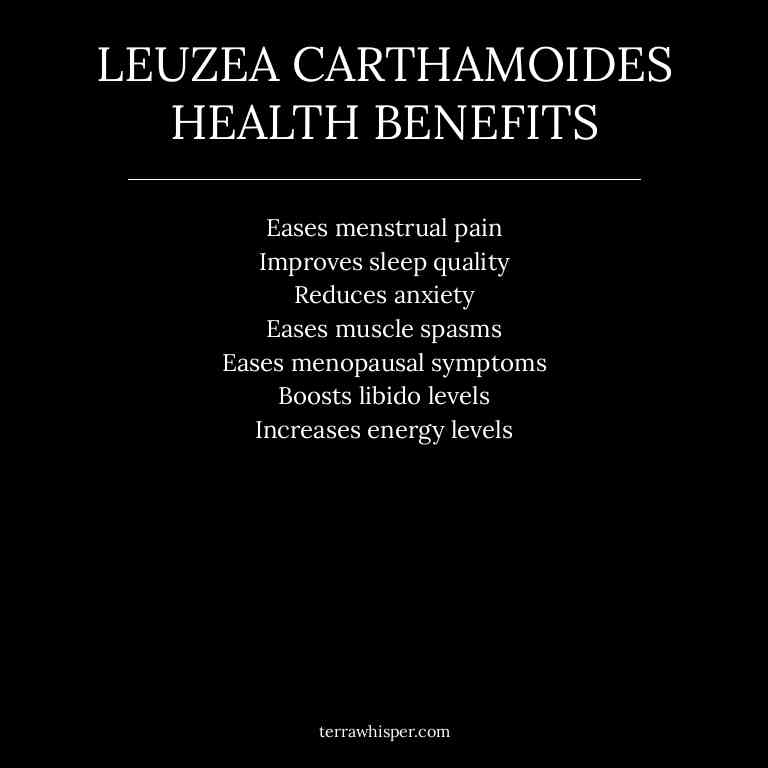 LEUZEA CARTHAMOIDES
HEALTH BENEFITS
Eases menstrual pain
Improves sleep quality
Reduces anxiety
Eases muscle spasms
Eases menopausal symptoms
Boosts libido levels
Increases energy levels
terrawhisper.com